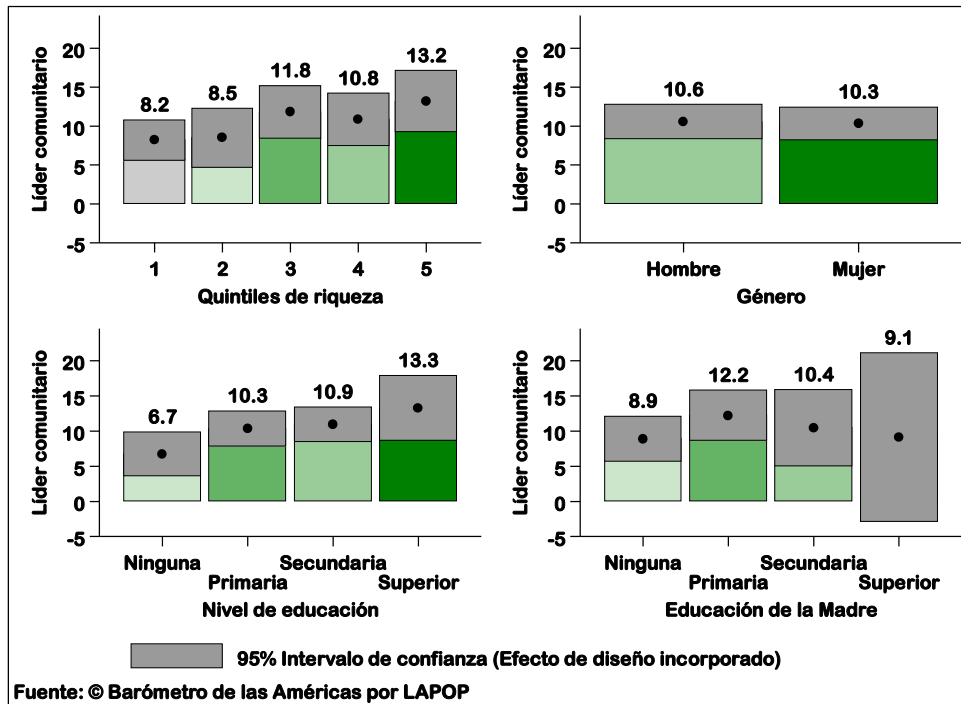 Líder comunitario
20
15
10
5
0
-5
8.2
8.5
11.8
10.8
13.2
1
2
3
4
5
Quintiles de riqueza
Líder comunitario
20
15
10
5
0
-5
10.6
10.3
Hombre
Mujer
Género
Líder comunitario
20
15
10
5
0
-5
6.7
10.3
10.9
13.3
Ninguna
Primaria
Secundaria
Superior
Nivel de educación
Líder comunitario
20
15
10
5
0
-5
8.9
12.2
10.4
9.1
Ninguna
Primaria
Secundaria
Superior
Educación de la Madre
95% Intervalo de confianza (Efecto de diseño incorporado)
Fuente: © Barómetro de las Américas por LAPOP